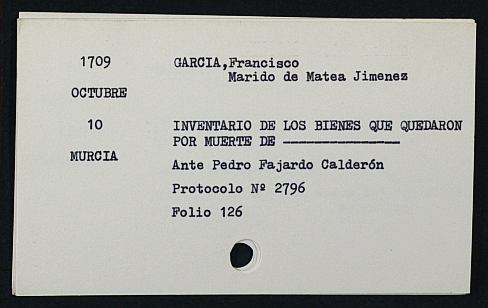 1709 GARCIA,Francisco
Marido de Matea Jimenez
OCTUBRE
10 INVENTARIO DE LOS BIENES QUE QUEDARON
POR MUERTE DE ————————
MURCIA
Ante Pedro Fajardo Calderón
Protocolo Nº 2796
Folio 126